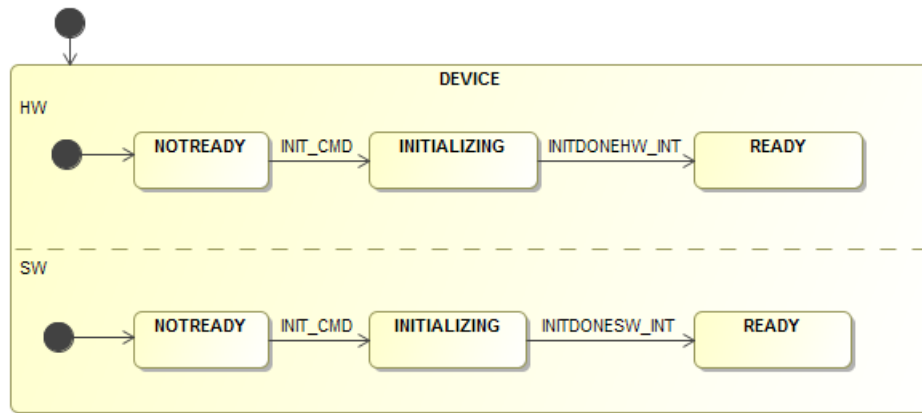 DEVICE
HW
NOTREADY INIT_CMD INITIALIZING INITDONEHW_INT READY
SW
NOTREADY INIT_CMD INITIALIZING INITDONESW_INT READY